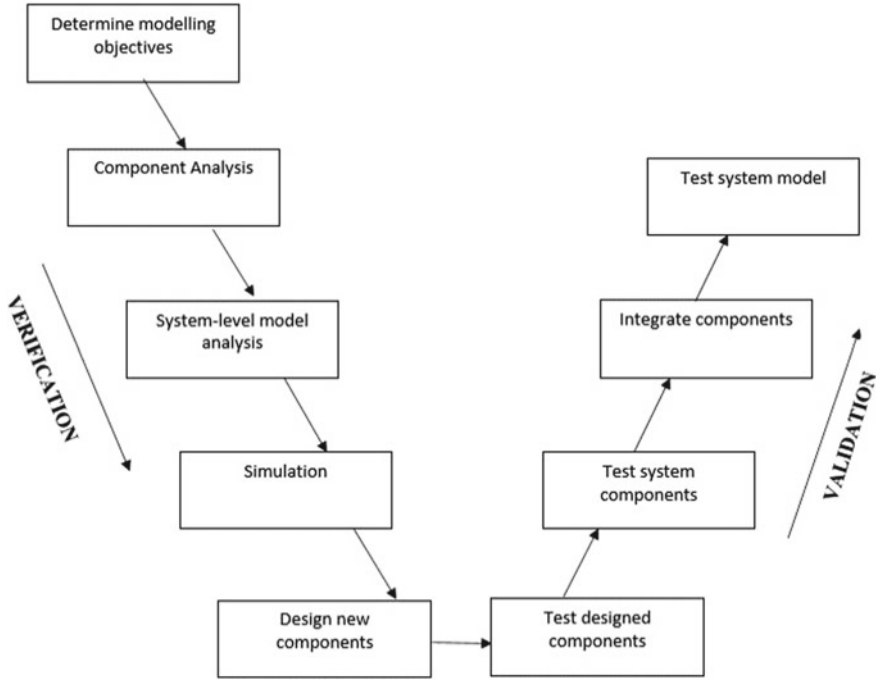 Determine modelling
objectives
Component Analysis
System-level model
analysis
Simulation
Design new
components
Test designed
components
Test system
components
Integrate components
Test system model
VERIFICATION
VALIDATION